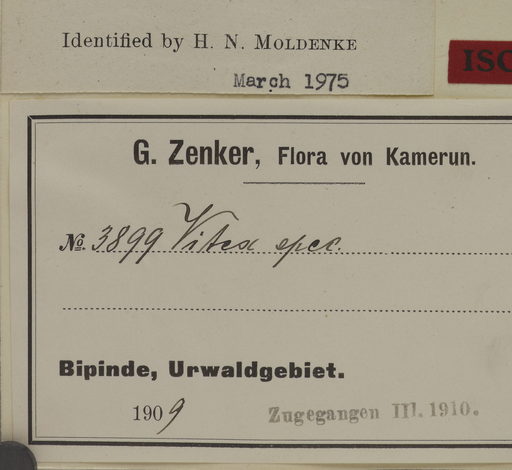 Identified by H. N. MOLDENKE
March 1975
ISO
G. Zenker, Flora von Kamerun.
No. 3899 Vitex spec.
Bipinde, Urwaldgebiet.
1909
Zugegangen III. 1910.